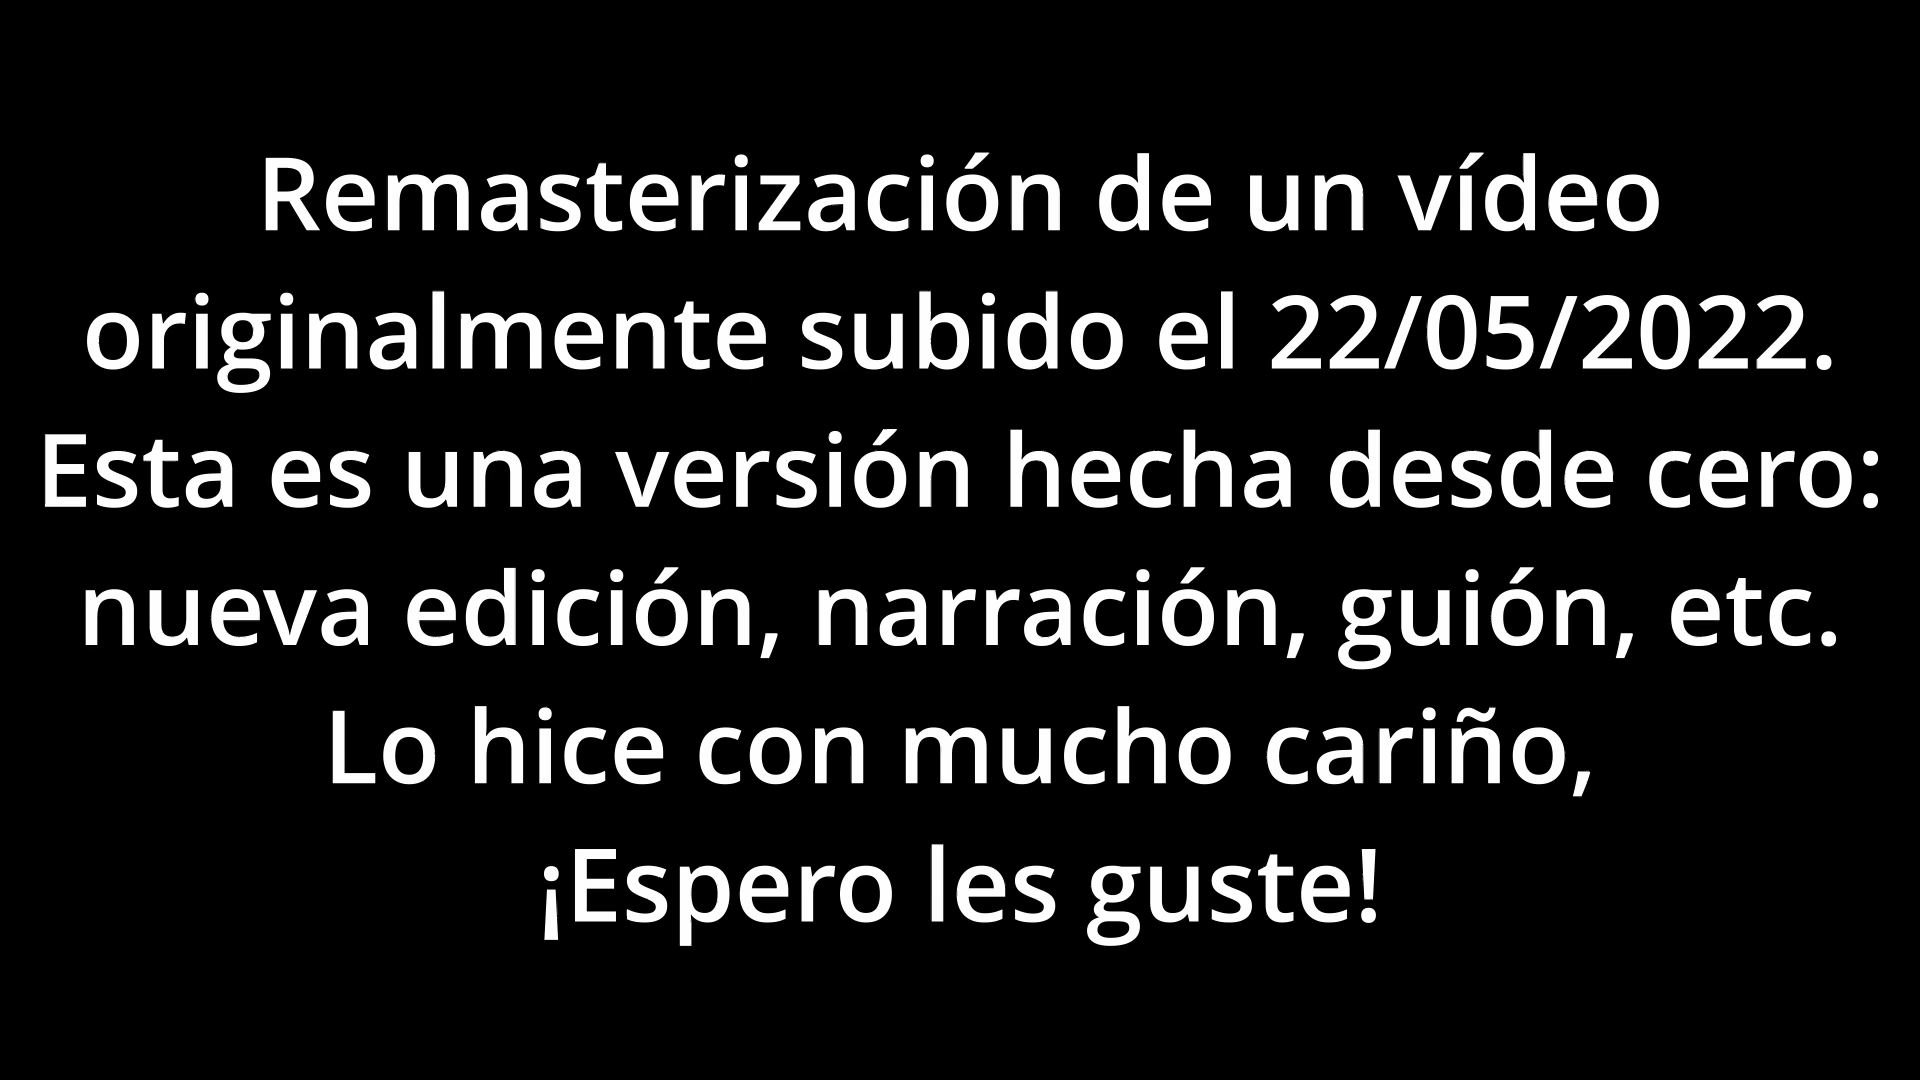 Remasterización de un vídeo
originalmente subido el 22/05/2022.
Esta es una versión hecha desde cero:
nueva edición, narración, guión, etc.
Lo hice con mucho cariño,
¡Espero les guste!